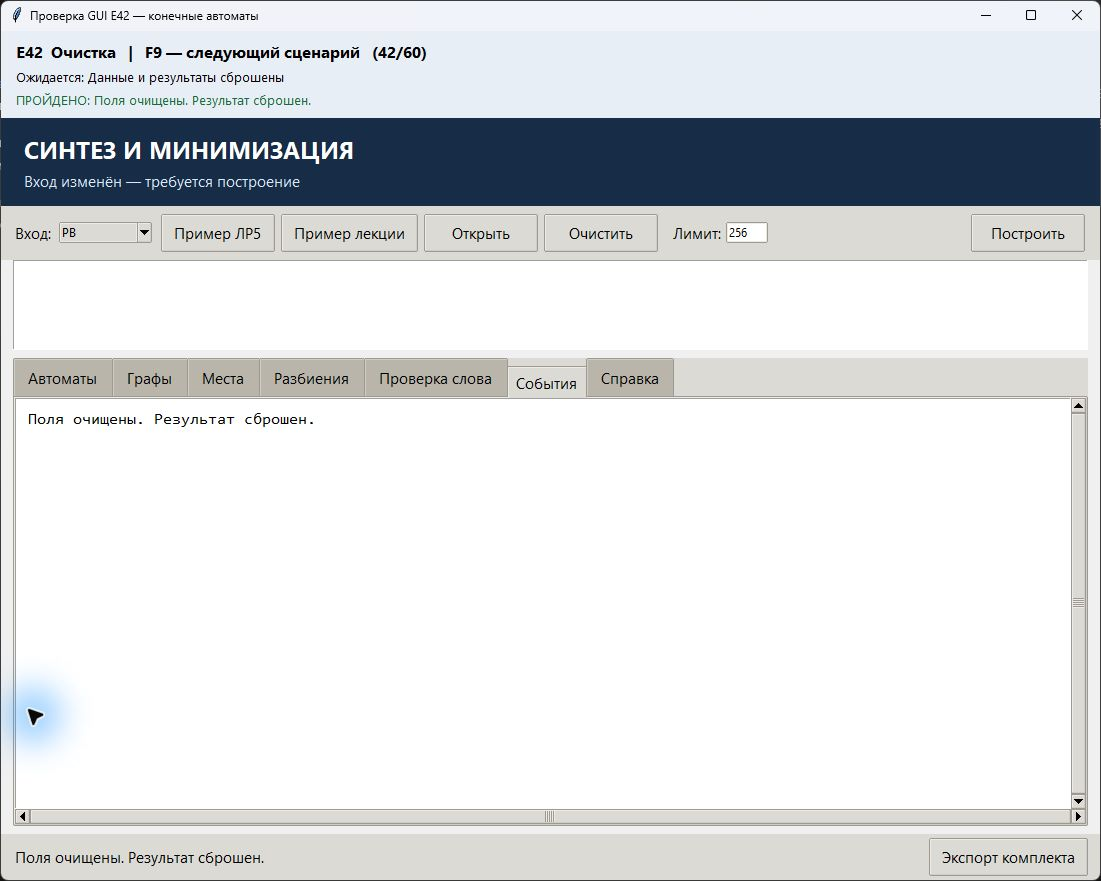 Проверка GUI E42 — конечные автоматы
E42 Очистка | F9 — следующий сценарий (42/60)
Ожидается: Данные и результаты сброшены
ПРОЙДЕНО: Поля очищены. Результат сброшен.
СИНТЕЗ И МИНИМИЗАЦИЯ
Вход изменён — требуется построение
Вход: РВ Пример ЛР5 Пример лекции Открыть Очистить Лимит: 256 Построить
Автоматы Графы Места Разбиения Проверка слова События Справка
Поля очищены. Результат сброшен.
Поля очищены. Результат сброшен. Экспорт комплекта